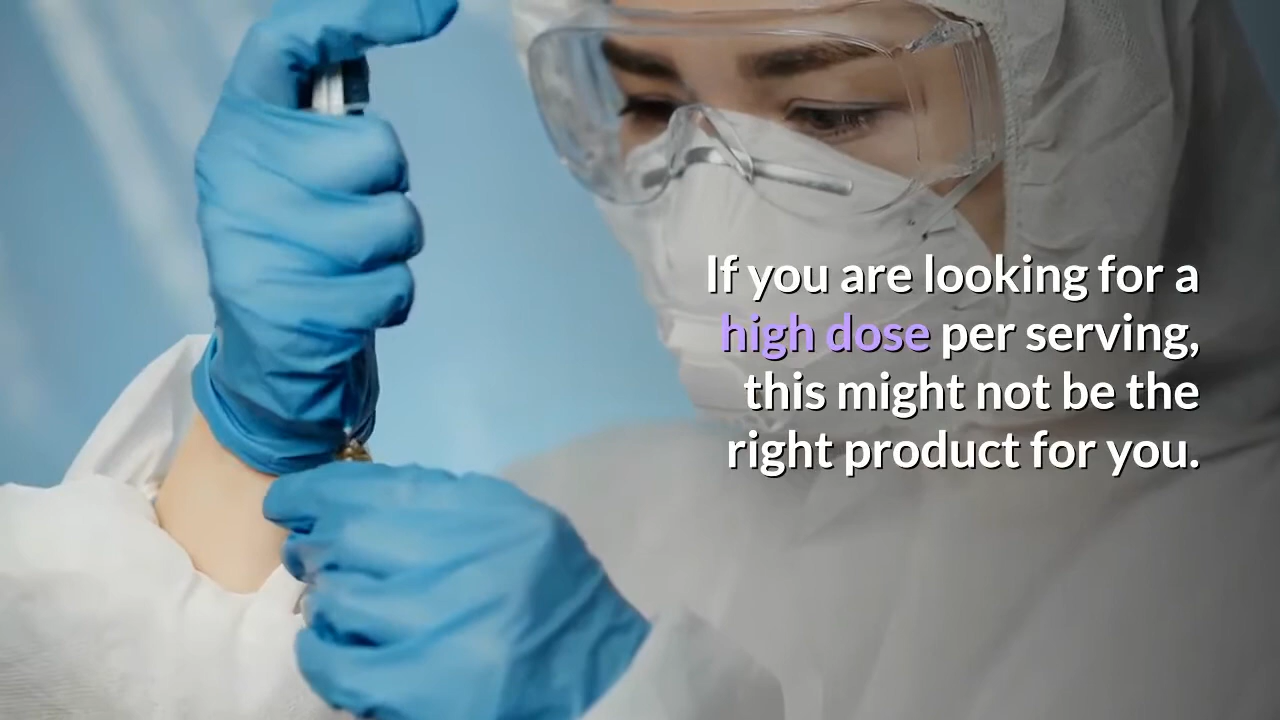 If you are looking for a
high dose per serving,
this might not be the
right product for you.